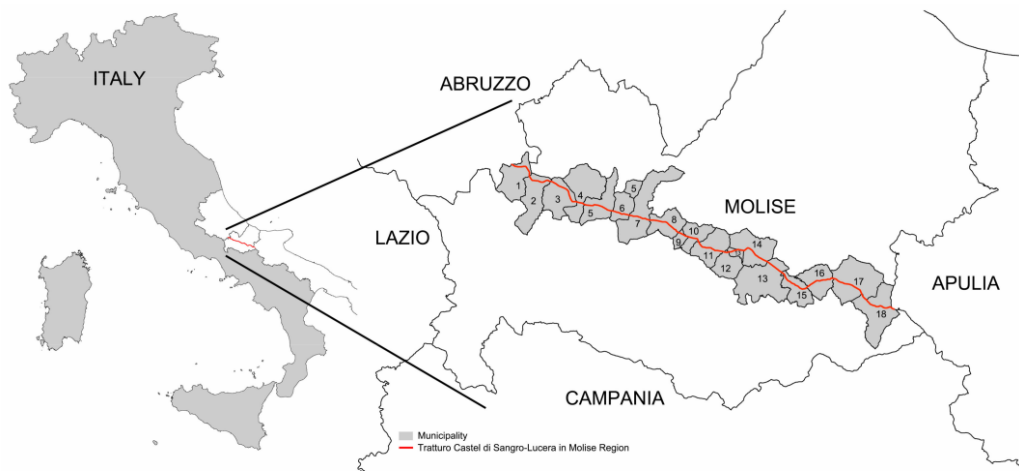 ITALY
ABRUZZO
LAZIO
MOLISE
APULIA
CAMPANIA
1
2
3
4
5
5
6
7
8
9
10
11
12
13
14
15
16
17
18
Municipality
Tratturo Castel di Sangro-Lucera in Molise Region